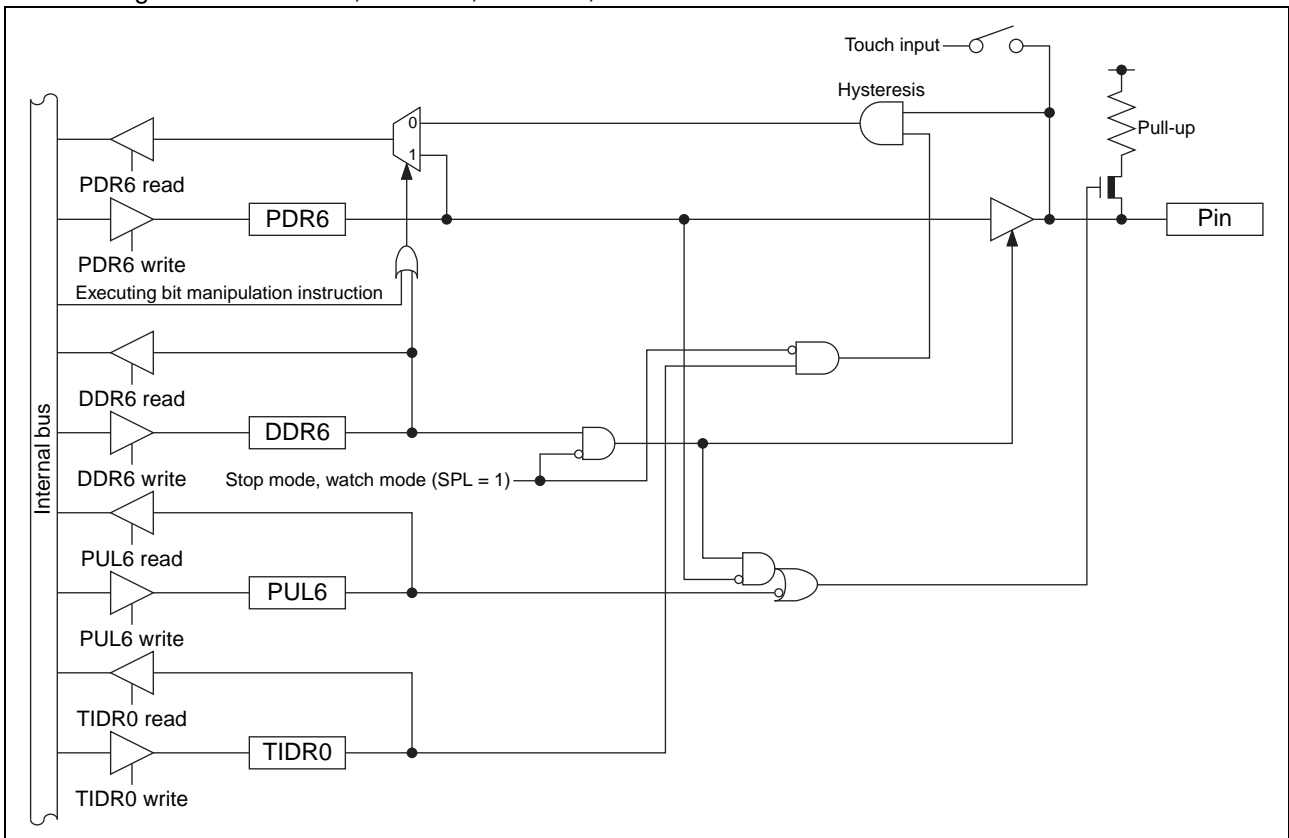 Touch input
Hysteresis
0
Pull-up
1
PDR6 read
PDR6
Pin
PDR6 write
Executing bit manipulation instruction
DDR6 read
Internal bus
DDR6
DDR6 write
Stop mode, watch mode (SPL = 1)
PUL6 read
PUL6
PUL6 write
TIDR0 read
TIDR0
TIDR0 write